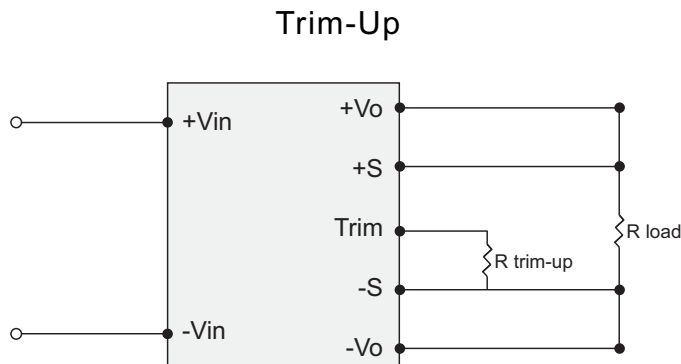 Trim-Up
+Vin
+Vo
+S
Trim
R load
R trim-up
-S
-Vin
-Vo